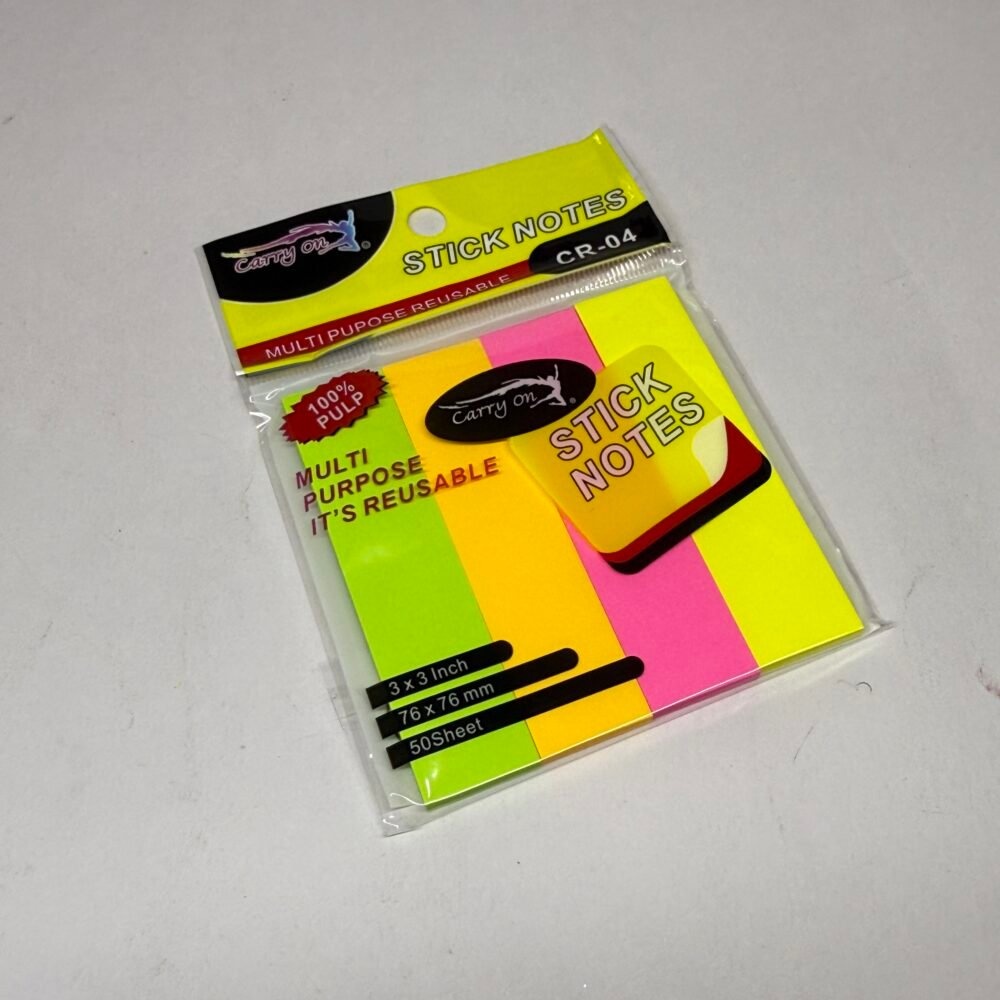 Carry On ®
STICK NOTES
CR-04
MULTI PUPOSE REUSABLE
100%
PULP
Carry On ®
STICK
NOTES
MULTI
PURPOSE
IT'S REUSABLE
3 x 3 Inch
76 x 76 mm
50Sheet